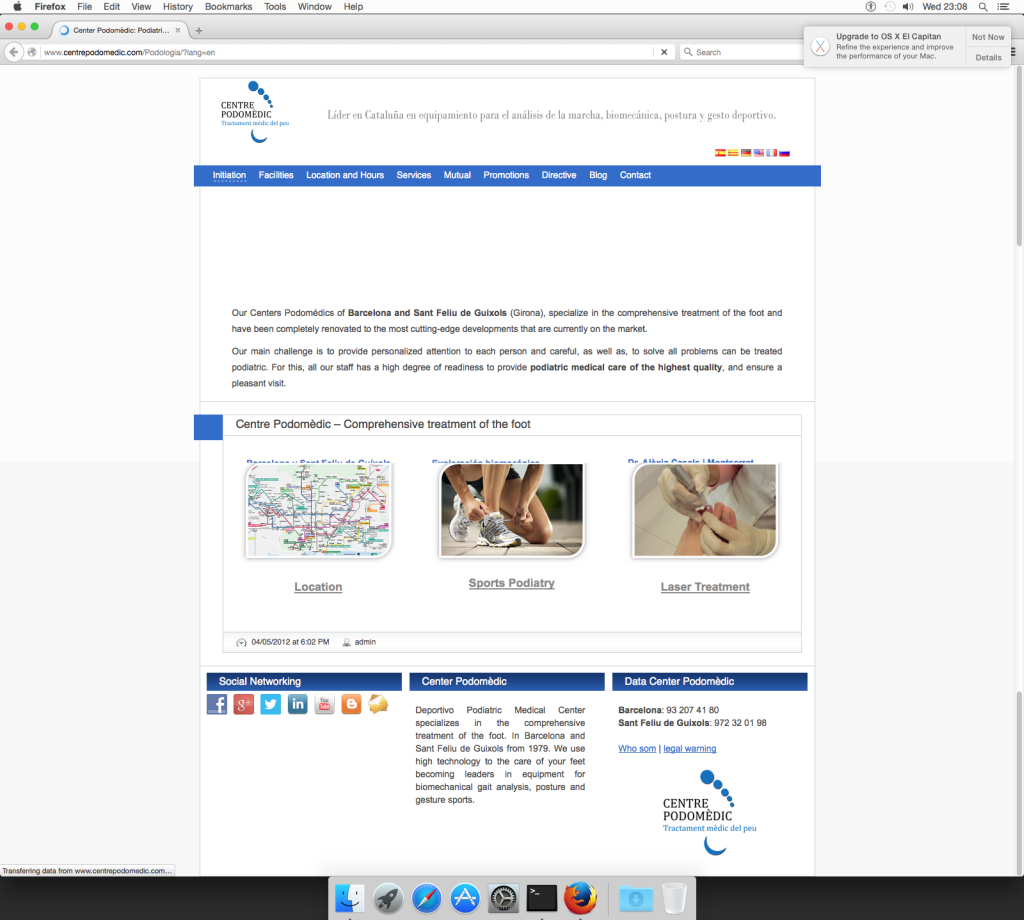 Firefox File Edit View History Bookmarks Tools Window Help Wed 23:08
Center Podomèdic: Podiatri...
www.centrepodomedic.com/Podologia/?lang=en
Search
Upgrade to OS X El Capitan
Refine the experience and improve
the performance of your Mac.
Not Now
Details
CENTRE
PODOMÈDIC
Tractament mèdic del peu
Líder en Cataluña en equipamiento para el análisis de la marcha, biomecánica, postura y gesto deportivo.
Initiation Facilities Location and Hours Services Mutual Promotions Directive Blog Contact
Our Centers Podomédics of Barcelona and Sant Feliu de Guixols (Girona), specialize in the comprehensive treatment of the foot and
have been completely renovated to the most cutting-edge developments that are currently on the market.
Our main challenge is to provide personalized attention to each person and careful, as well as, to solve all problems can be treated
podiatric. For this, all our staff has a high degree of readiness to provide podiatric medical care of the highest quality, and ensure a
pleasant visit.
Centre Podomèdic – Comprehensive treatment of the foot
Barcelona y Sant Feliu de Guíxols
Exploración biomecánica
Dr. Alèxia Casals | Montserrat
Location
Sports Podiatry
Laser Treatment
04/05/2012 at 6:02 PM admin
Social Networking
Center Podomèdic
Deportivo Podiatric Medical Center
specializes in the comprehensive
treatment of the foot. In Barcelona and
Sant Feliu de Guixols from 1979. We use
high technology to the care of your feet
becoming leaders in equipment for
biomechanical gait analysis, posture and
gesture sports.
Data Center Podomèdic
Barcelona: 93 207 41 80
Sant Feliu de Guixols: 972 32 01 98
Who som | legal warning
CENTRE
PODOMÈDIC
Tractament mèdic del peu
Transferring data from www.centrepodomedic.com...